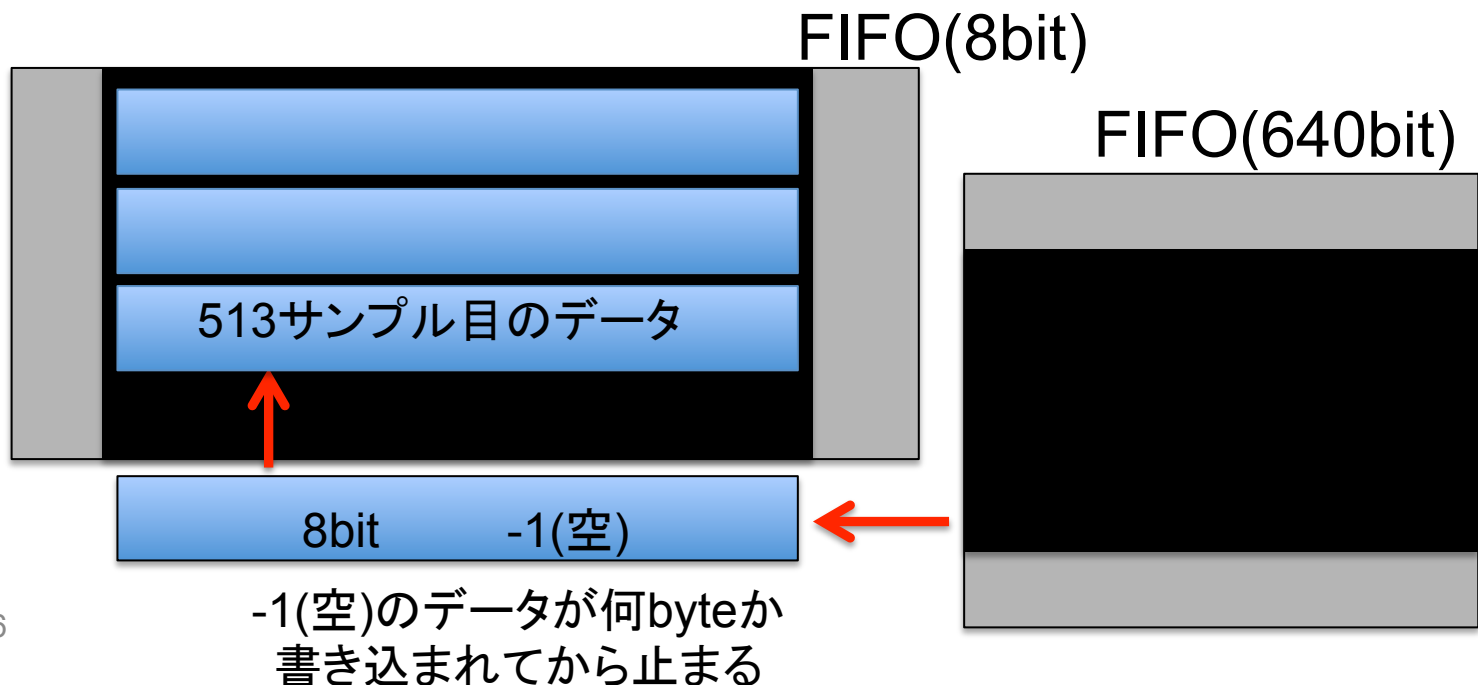 FIFO(8bit)
FIFO(640bit)
513サンプル目のデータ
8bit -1(空)
-1(空)のデータが何byteか
書き込まれてから止まる